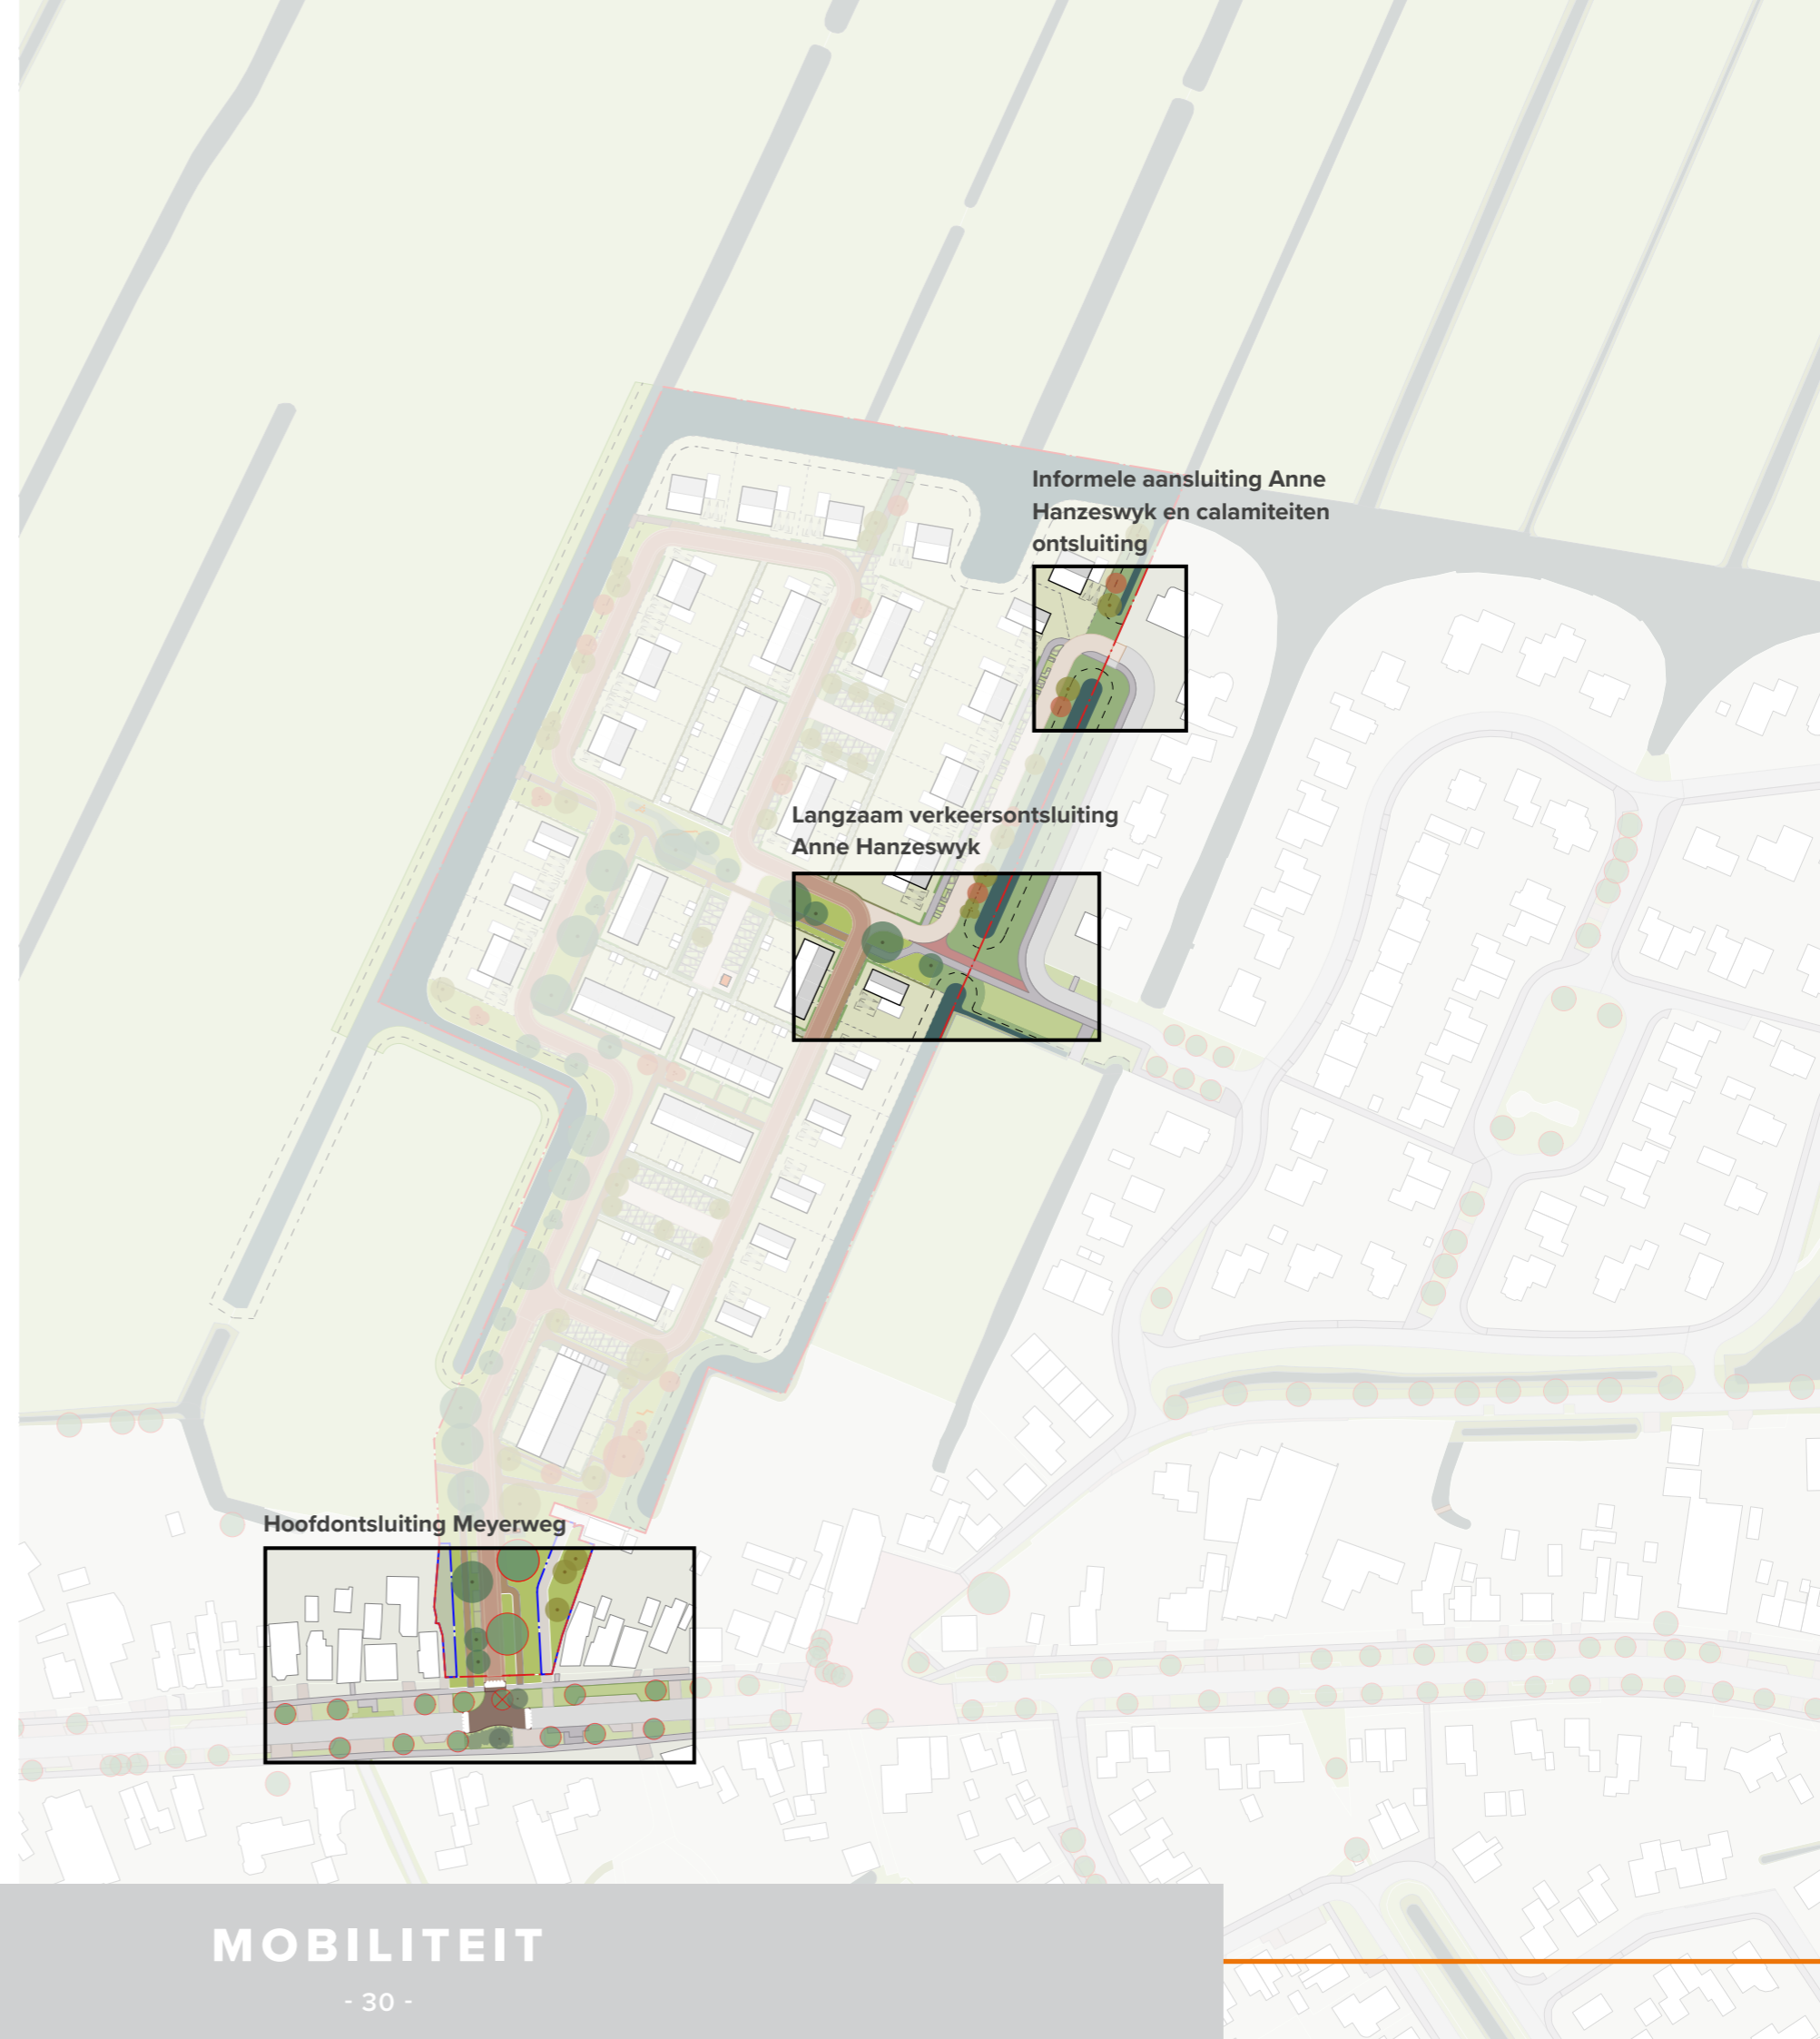 Informele aansluiting Anne
Hanzeswyk en calamiteiten
ontsluiting
Langzaam verkeersontsluiting
Anne Hanzeswyk
Hoofdontsluiting Meyerweg
MOBILITEIT
- 30 -